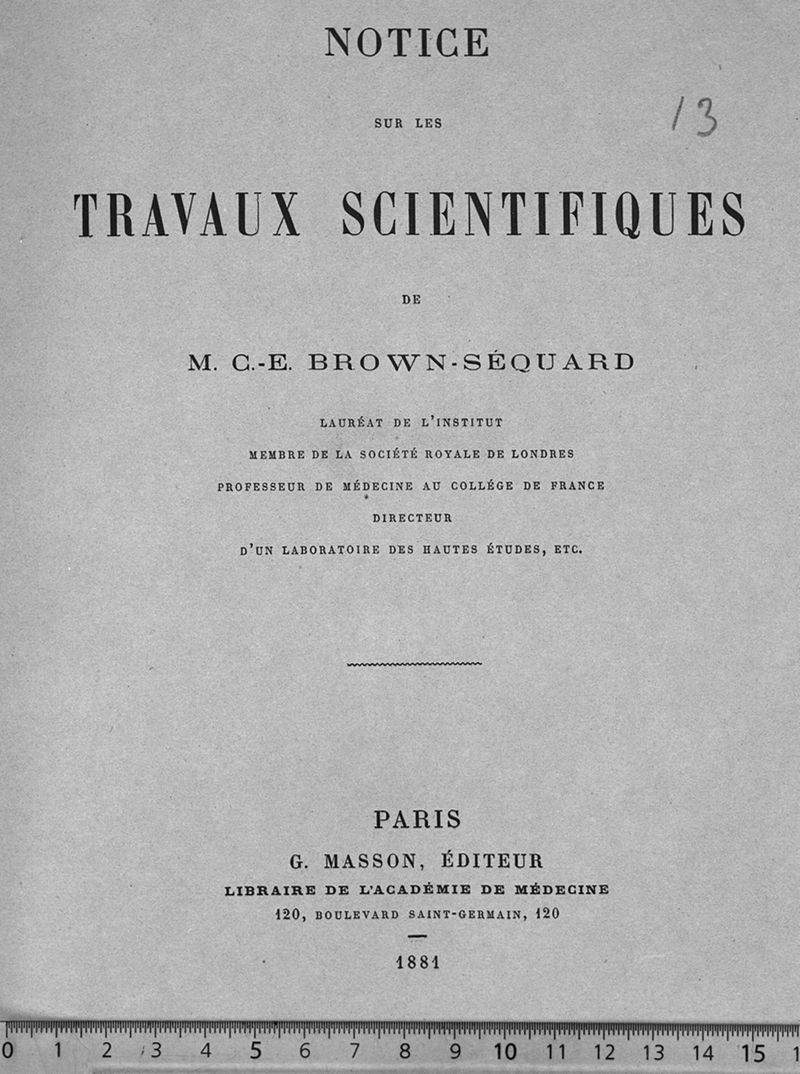 NOTICE
SUR LES
13
TRAVAUX SCIENTIFIQUES
DE
M. C.-E. BROWN-SÉQUARD
LAURÉAT DE L'INSTITUT
MEMBRE DE LA SOCIÉTÉ ROYALE DE LONDRES
PROFESSEUR DE MÉDECINE AU COLLÉGE DE FRANCE
DIRECTEUR
D'UN LABORATOIRE DES HAUTES ÉTUDES, ETC.
PARIS
G. MASSON, ÉDITEUR
LIBRAIRE DE L'ACADÉMIE DE MÉDECINE
120, BOULEVARD SAINT-GERMAIN, 120
1881
0 1 2 3 4 5 6 7 8 9 10 11 12 13 14 15 1